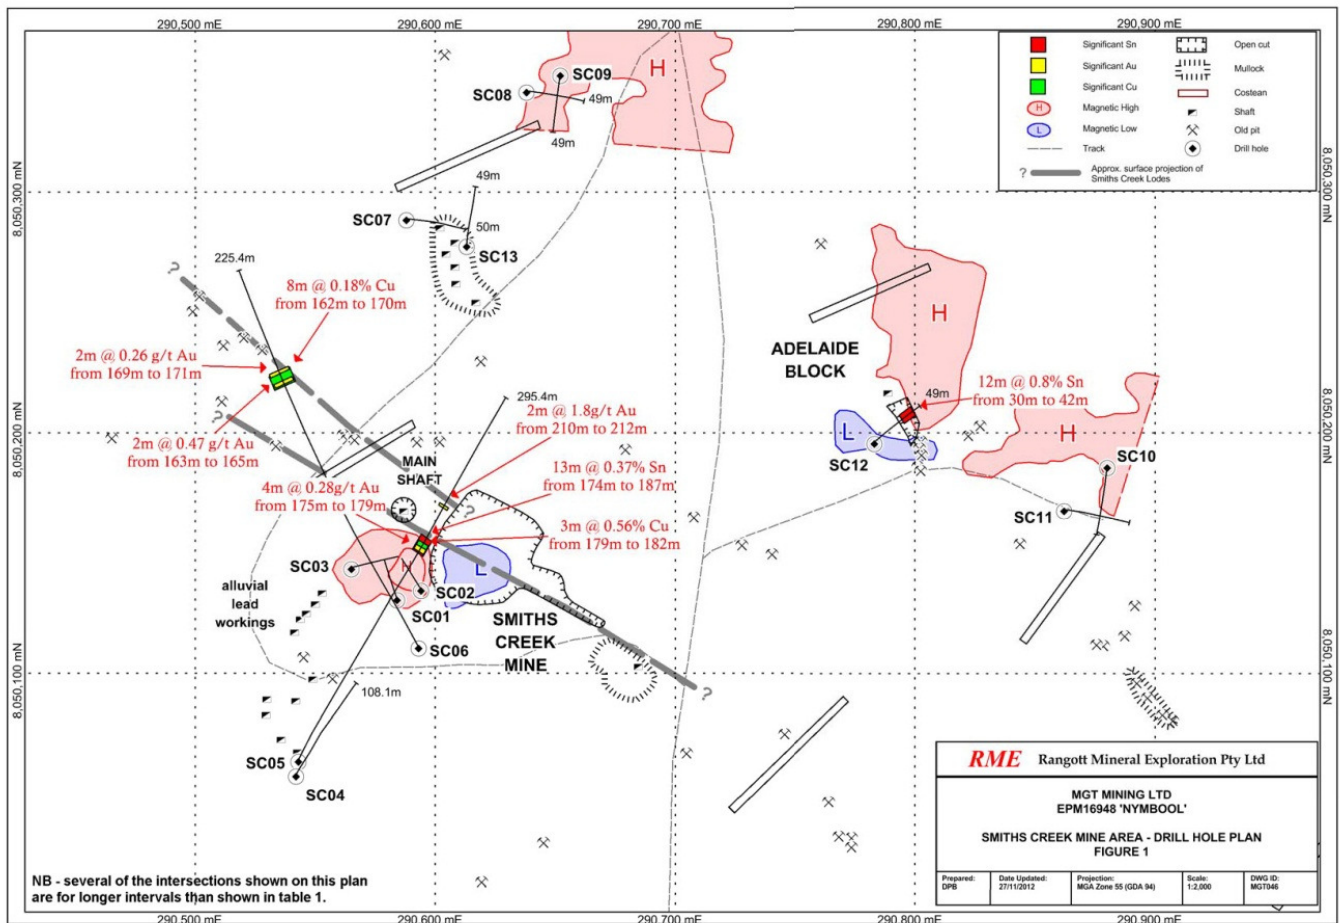 290,500 mE
290,600 mE
290,700 mE
290,800 mE
290,900 mE
Significant Sn
Significant Au
Significant Cu
H
Magnetic High
L
Magnetic Low
Track
?
Approx. surface projection of
Smiths Creek Lodes
Open cut
Mullock
Costean
Shaft
Old pit
Drill hole
SC09
H
SC08
49m
49m
8,050,300 mN
8,050,300 mN
49m
SC07
50m
SC13
225.4m
?
8m @ 0.18% Cu
from 162m to 170m
2m @ 0.26 g/t Au
from 169m to 171m
?
2m @ 0.47 g/t Au
from 163m to 165m
295.4m
2m @ 1.8g/t Au
from 210m to 212m
MAIN
SHAFT
13m @ 0.37% Sn
from 174m to 187m
4m @ 0.28g/t Au
from 175m to 179m
?
3m @ 0.56% Cu
from 179m to 182m
H
ADELAIDE
BLOCK
49m
12m @ 0.8% Sn
from 30m to 42m
8,050,200 mN
8,050,200 mN
L
H
SC12
SC10
SC11
SC03
H
L
SC02
SC01
alluvial
lead
workings
SMITHS
CREEK
MINE
SC06
8,050,100 mN
8,050,100 mN
108.1m
?
SC05
SC04
RME Rangott Mineral Exploration Pty Ltd
MGT MINING LTD
EPM16948 'NYMBOOL'
SMITHS CREEK MINE AREA - DRILL HOLE PLAN
FIGURE 1
Prepared:
DPB
Date Updated:
27/11/2012
Projection:
MGA Zone 55 (GDA 94)
Scale:
1:2,000
DWG ID:
MGT046
NB - several of the intersections shown on this plan
are for longer intervals than shown in table 1.
290,500 mE
290,600 mE
290,700 mE
290,800 mE
290,900 mE